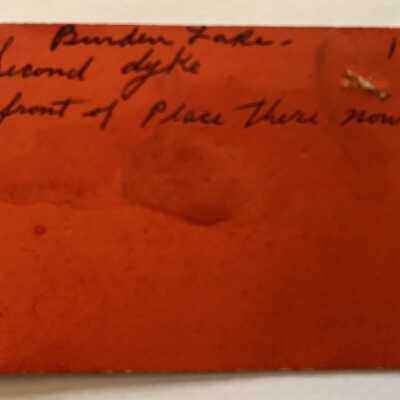 Burden Lake.
Second dyke
front of Place There now